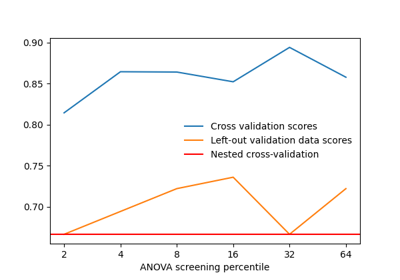 0.90
0.85
0.80
0.75
0.70
Cross validation scores
Left-out validation data scores
Nested cross-validation
2 4 8 16 32 64
ANOVA screening percentile